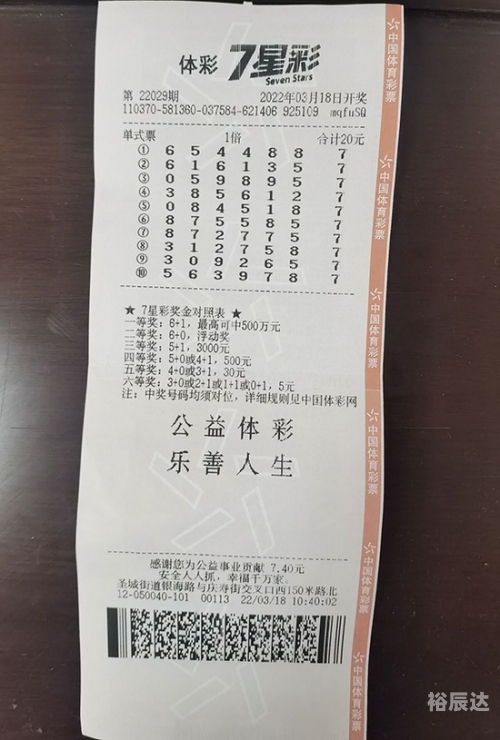 体彩 7星彩
Seven Stars
第 22029期 2022年03月18日开奖
110370-581360-037584-621406 925109 mqfuSQ
单式票 1倍 合计20元
① 6 5 4 4 8 8 7
② 6 1 6 1 3 5 7
③ 0 5 9 8 9 5 7
④ 3 8 5 6 1 2 7
⑤ 0 8 4 5 1 8 7
⑥ 8 7 5 5 8 7
⑦ 8 7 2 7 7 5 7
⑧ 3 1 2 5 8 7
⑨ 3 0 9 2 6 5 7
⑩ 5 6 3 9 7 8 7
★ 7星彩奖金对照表 ★
一等奖: 6+1, 最高可中500万元
二等奖: 6+0, 浮动奖
三等奖: 5+1, 3000元
四等奖: 5+0或4+1, 500元
五等奖: 4+0或3+1, 30元
六等奖: 3+0或2+1或1+1或0+1, 5元
注: 中奖号码均须对位, 详细规则见中国体彩网
公益体彩
乐善人生
感谢您为公益事业贡献 7.40元
安全人人抓, 幸福千万家。
圣城街道银海路与庆寿街交叉口西150米路北
12-050040-101 00113 22/03/18 10:40:02
中国体育彩票
中国体育彩票
中国体育彩票
中国体育彩票
中国体育彩票
中国体育彩票
裕辰达